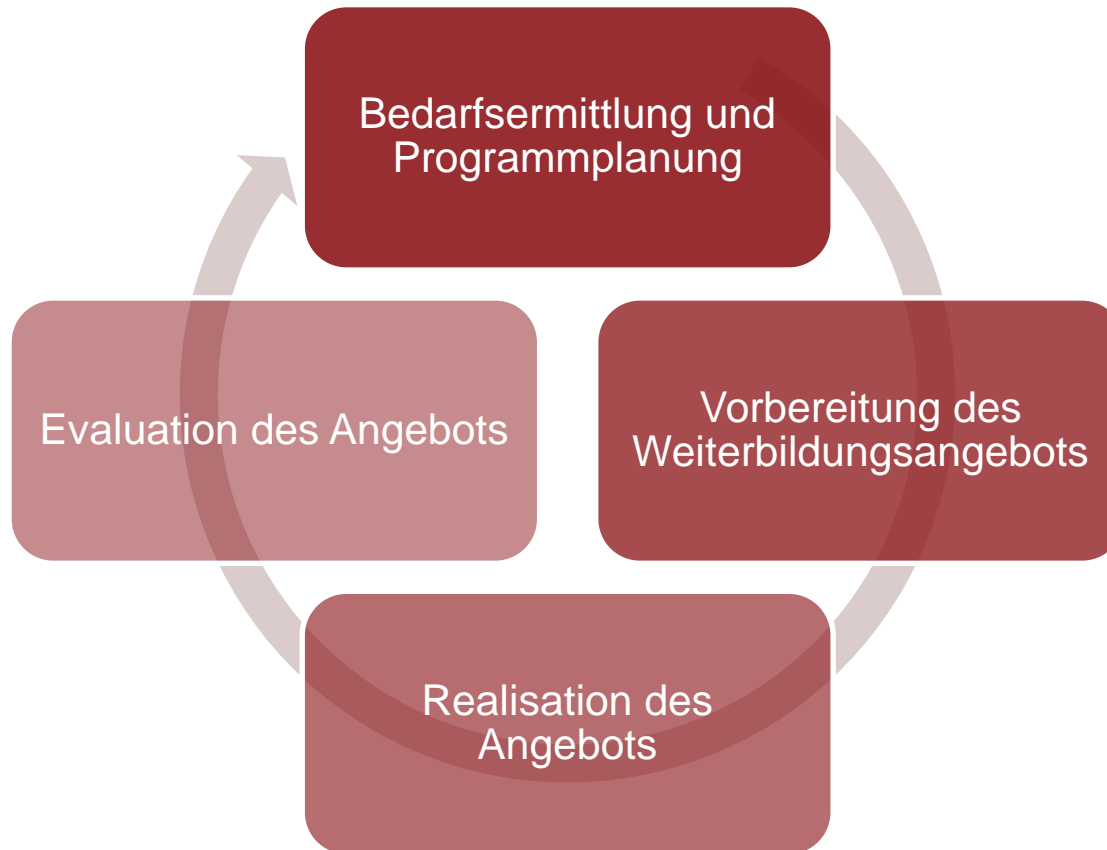 Bedarfsermittlung und
Programmplanung
Vorbereitung des
Weiterbildungsangebots
Realisation des
Angebots
Evaluation des Angebots